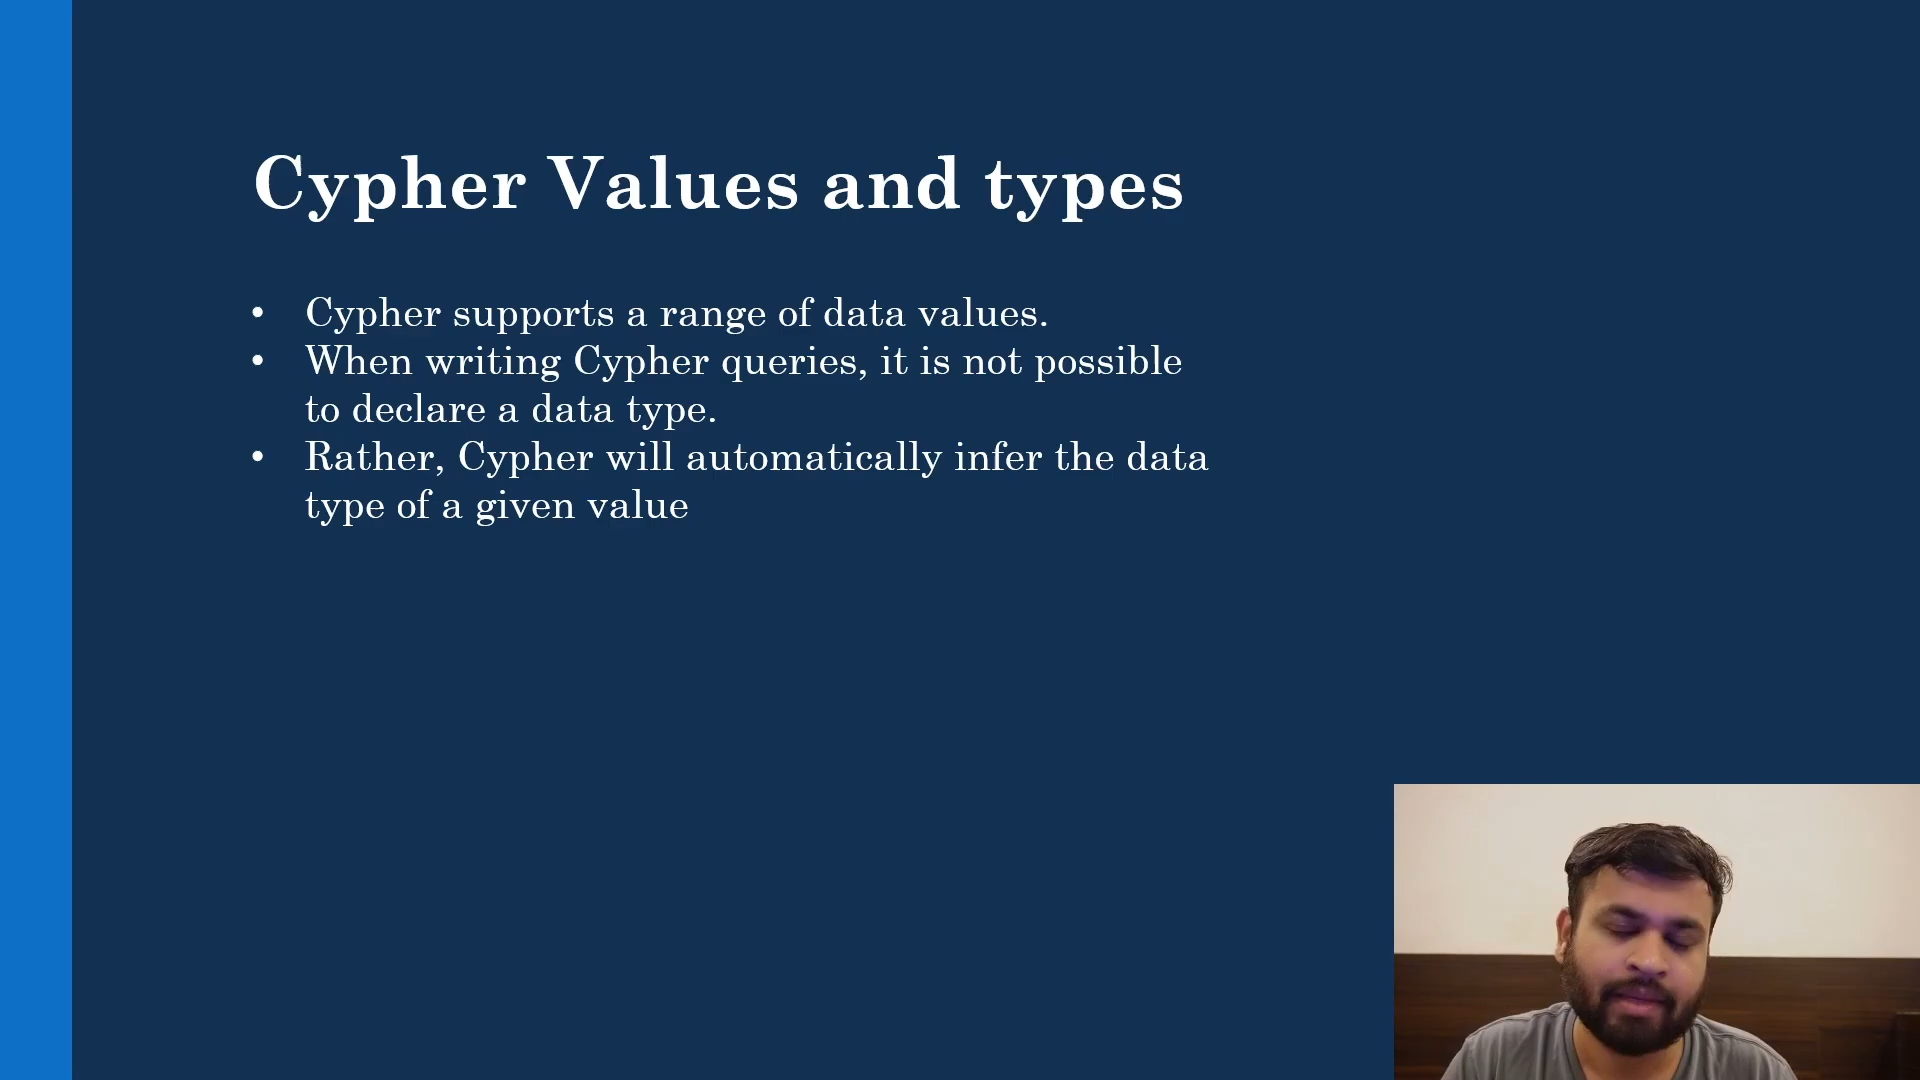 Cypher Values and types
• Cypher supports a range of data values.
• When writing Cypher queries, it is not possible
to declare a data type.
• Rather, Cypher will automatically infer the data
type of a given value